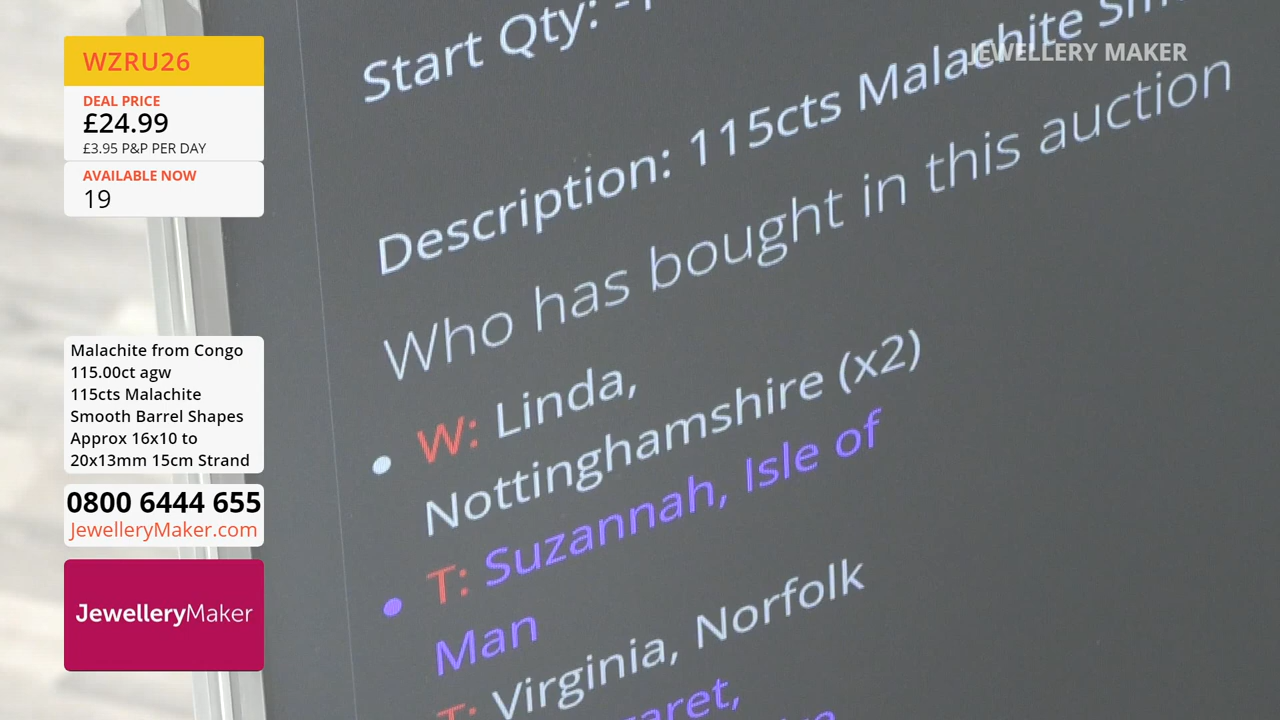 WZRU26
DEAL PRICE
£24.99
£3.95 P&P PER DAY
AVAILABLE NOW
19
Malachite from Congo
115.00ct agw
115cts Malachite
Smooth Barrel Shapes
Approx 16x10 to
20x13mm 15cm Strand
0800 6444 655
JewelleryMaker.com
JewelleryMaker
JEWELLERY MAKER
Start Qty:
Description: 115cts Malachite
Who has bought in this auction
• W: Linda,
Nottinghamshire (x2)
• T: Suzannah, Isle of
Man
T: Virginia, Norfolk